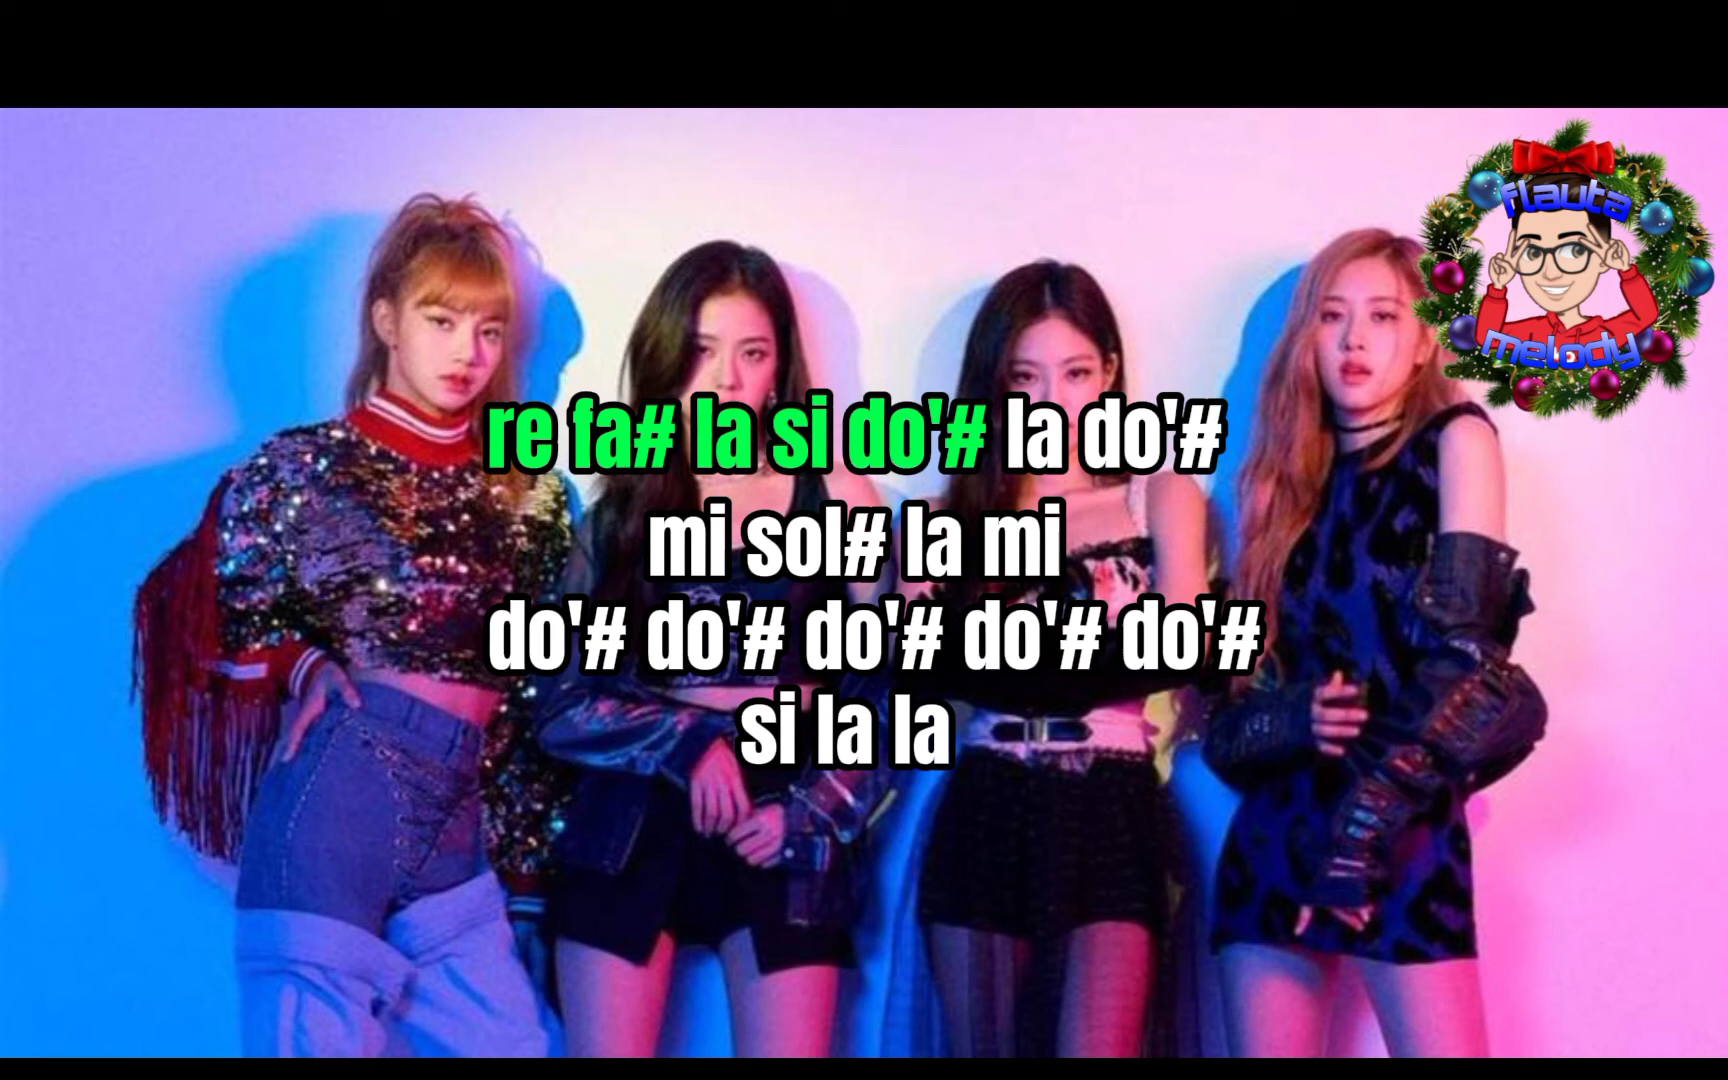 flauta
melody
re fa# la si do'# la do'#
mi sol# la mi
do'# do'# do'# do'# do'#
si la la